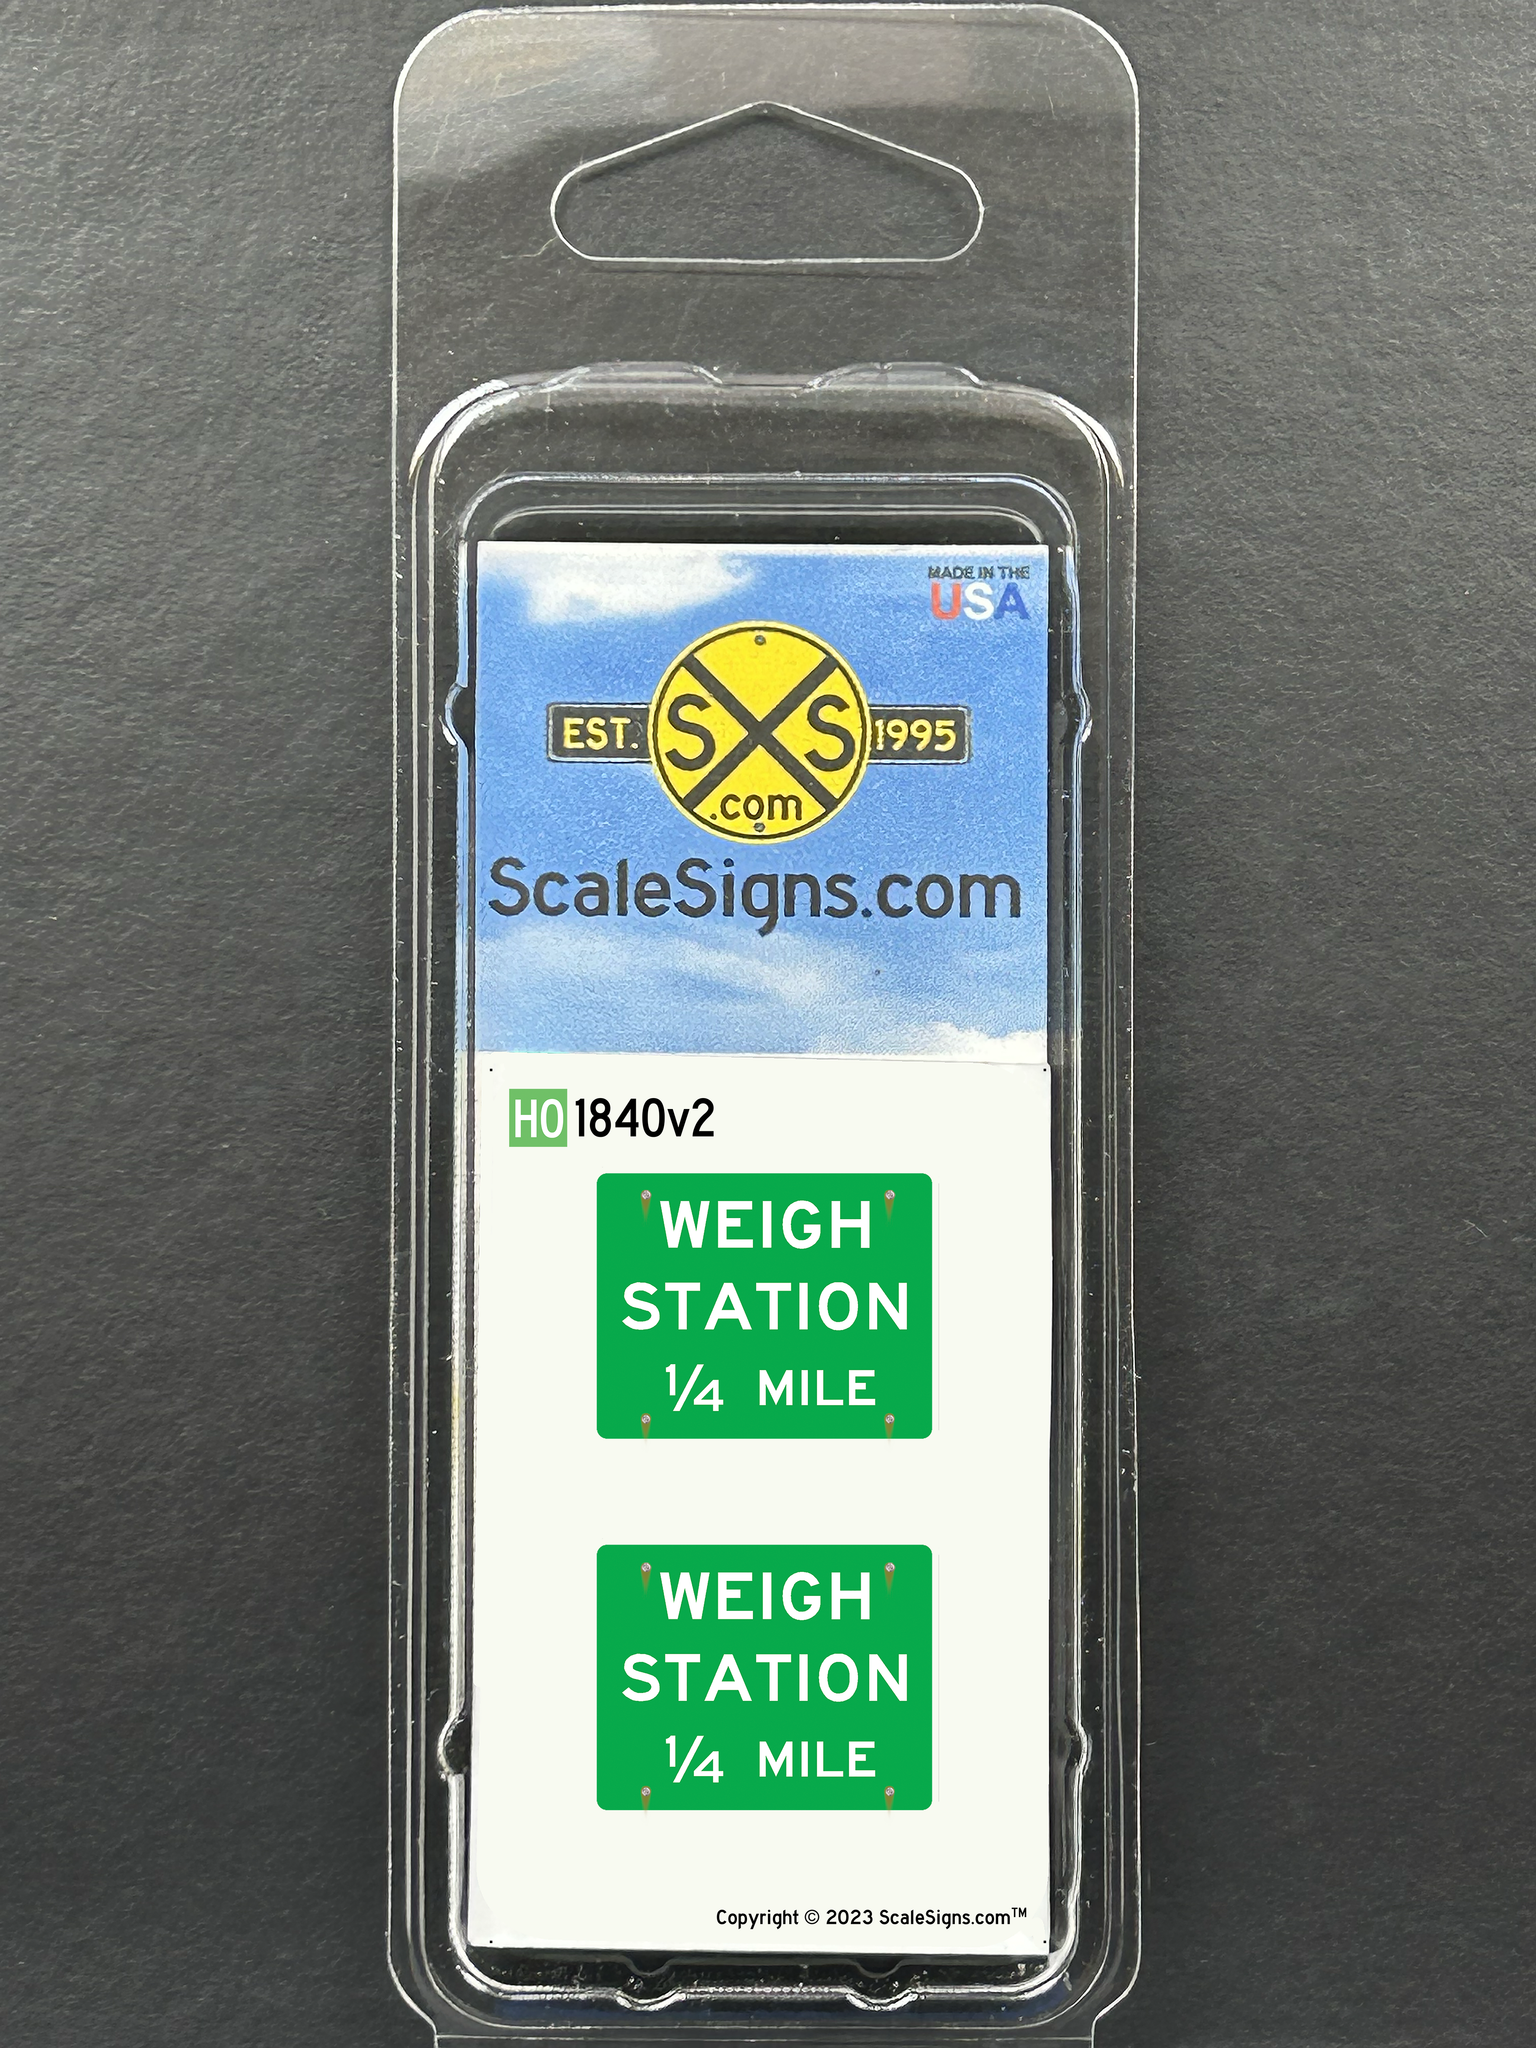 MADE IN THE
USA
EST. S S 1995
.com
ScaleSigns.com
HO 1840v2
WEIGH
STATION
1/4 MILE
WEIGH
STATION
1/4 MILE
Copyright © 2023 ScaleSigns.com™